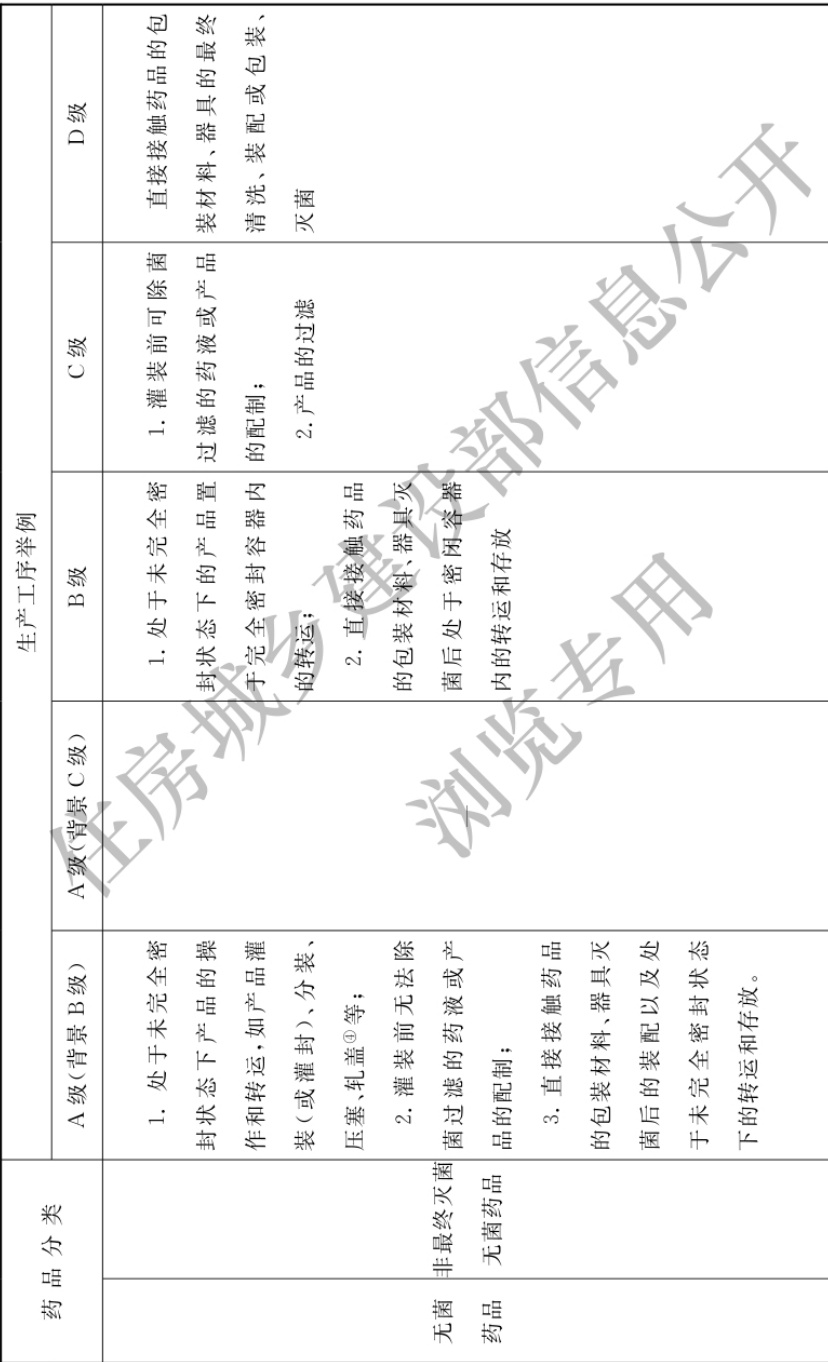 药品分类
生产工序举例
A级(背景B级)
A级(背景C级)
B级
C级
D级
无菌
药品
非最终灭菌
无菌药品
1. 处于未完全密
封状态下产品的操
作和转运,如产品灌
装(或灌封)、分装、
压塞、轧盖④等;
2. 灌装前无法除
菌过滤的药液或产
品的配制;
3. 直接接触药品
的包装材料、器具灭
菌后的装配以及处
于未完全密封状态
下的转运和存放。
—
1. 处于未完全密
封状态下的产品置
于完全密封容器内
的转运;
2. 直接接触药品
的包装材料、器具灭
菌后处于密闭容器
内的转运和存放
1. 灌装前可除菌
过滤的药液或产品
的配制;
2.产品的过滤
直接接触药品的包
装材料、器具的最终
清洗、装配或包装、
灭菌
住房城乡建设部信息公开
浏览专用